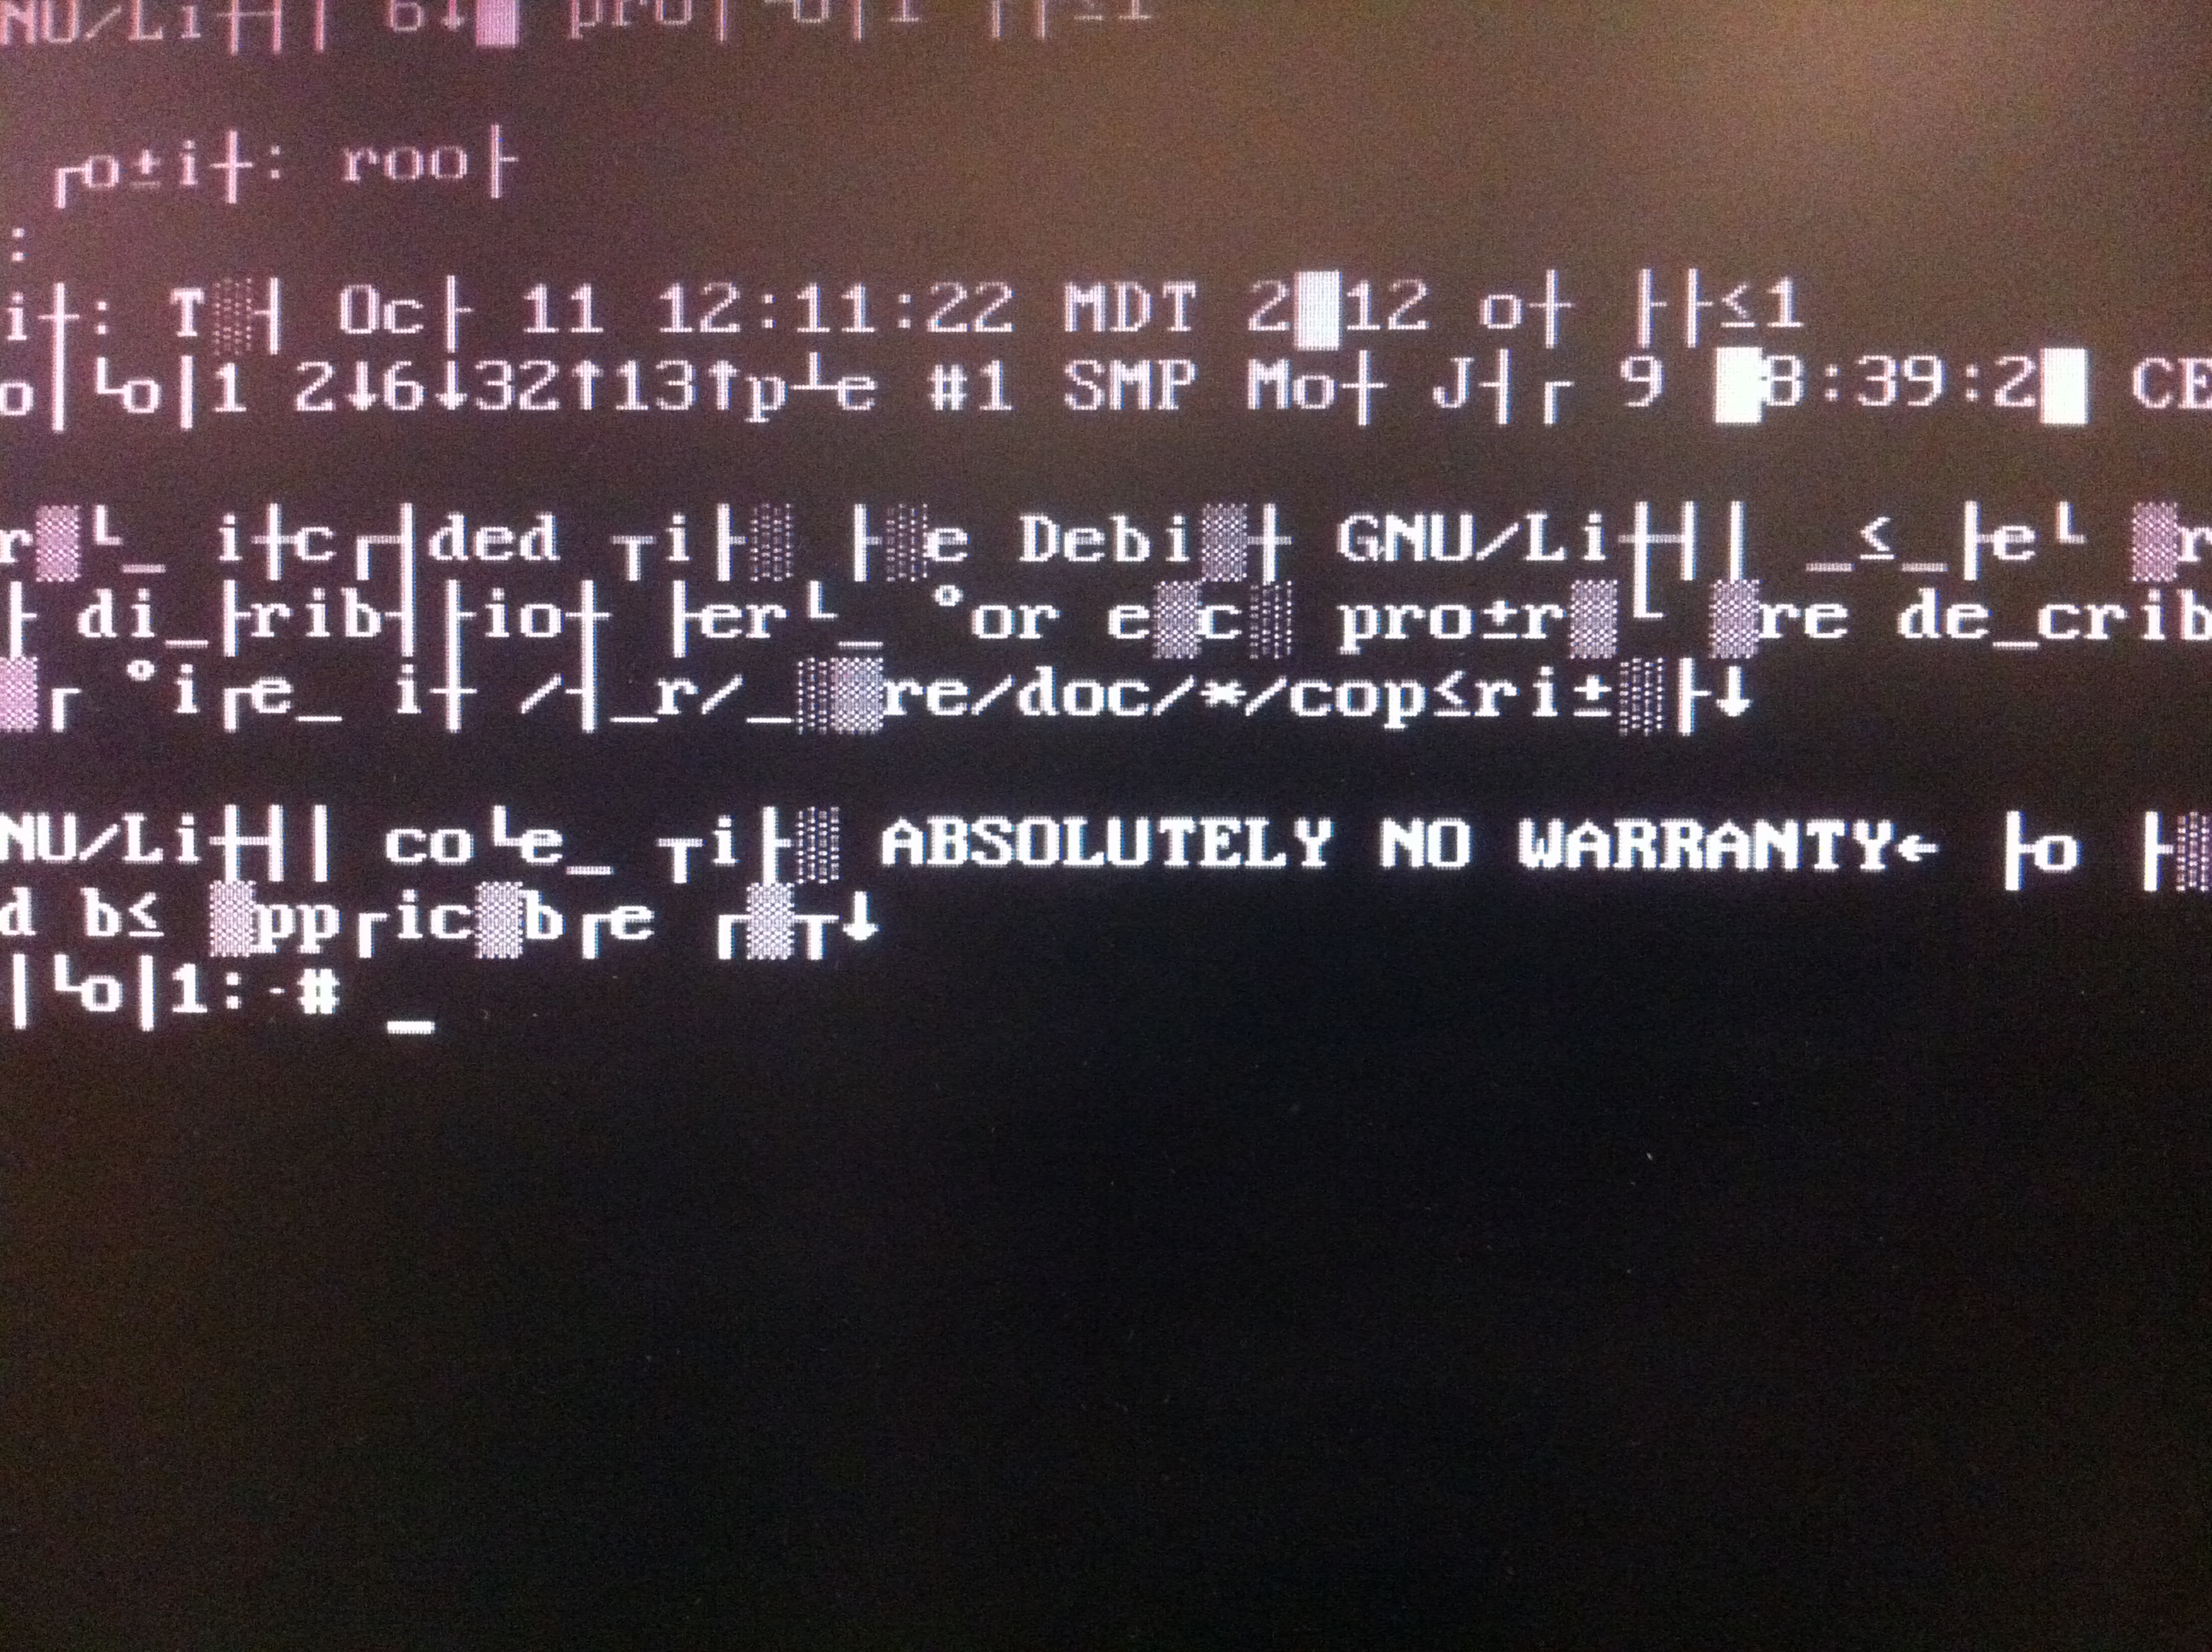 NU/Li┼┤│ 6↓█ pro│└o│1 ├├≤1
┌o±i┼: roo├
:
i┼: T░┤ Oc├ 11 12:11:22 MDT 2█12 o┼ ├├≤1
o│└o│1 2↓6↓32↑13↑p┴e #1 SMP Mo┼ J┤┌ 9 █8:39:2█ CE
r▒└_ i┼c┌┤ded ┬i├░ ├░e Debi▒┼ GNU/Li┼┤│ _≤_├e└ ▒r
├ di_├rib┤├io┼ ├er└_ °or e▒c░ pro±r▒└ ▒re de_crib
▒┌ °i┌e_ i┼ /┤_r/_░▒re/doc/*/cop≤ri±░├↓
NU/Li┼┤│ co└e_ ┬i├░ ABSOLUTELY NO WARRANTY← ├o ├░
d b≤ ▒pp┌ic▒b┌e ┌▒┬↓
│└o│1:·# _